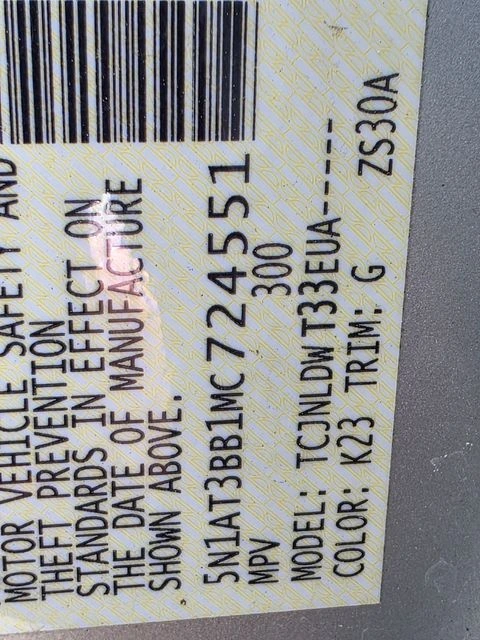 MOTOR VEHICLE SAFETY AND
THEFT PREVENTION
STANDARDS IN EFFECT ON
THE DATE OF MANUFACTURE
SHOWN ABOVE.
5N1AT3BB1MC724551
MPV 300
MODEL: TCJNLDWT33EUA-----
COLOR: K23 TRIM: G ZS30A